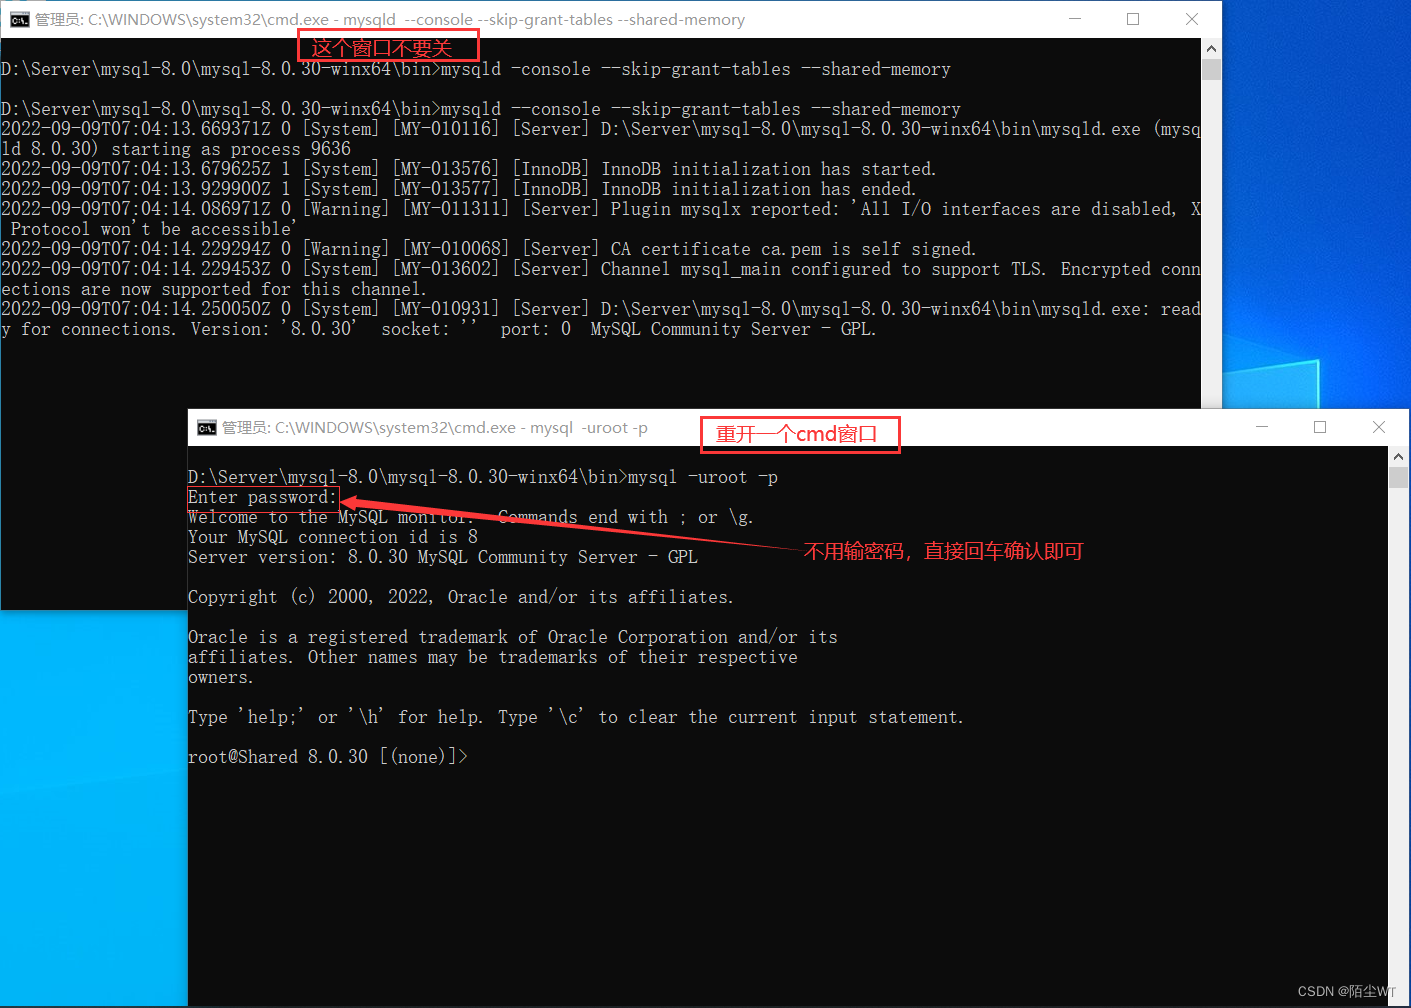 管理员: C:\WINDOWS\system32\cmd.exe - mysqld  --console --skip-grant-tables --shared-memory
这个窗口不要关
D:\Server\mysql-8.0\mysql-8.0.30-winx64\bin>mysqld -console --skip-grant-tables --shared-memory
D:\Server\mysql-8.0\mysql-8.0.30-winx64\bin>mysqld --console --skip-grant-tables --shared-memory
2022-09-09T07:04:13.669371Z 0 [System] [MY-010116] [Server] D:\Server\mysql-8.0\mysql-8.0.30-winx64\bin\mysqld.exe (mysq
ld 8.0.30) starting as process 9636
2022-09-09T07:04:13.679625Z 1 [System] [MY-013576] [InnoDB] InnoDB initialization has started.
2022-09-09T07:04:13.929900Z 1 [System] [MY-013577] [InnoDB] InnoDB initialization has ended.
2022-09-09T07:04:14.086971Z 0 [Warning] [MY-011311] [Server] Plugin mysqlx reported: 'All I/O interfaces are disabled, X
 Protocol won't be accessible'
2022-09-09T07:04:14.229294Z 0 [Warning] [MY-010068] [Server] CA certificate ca.pem is self signed.
2022-09-09T07:04:14.229453Z 0 [System] [MY-013602] [Server] Channel mysql_main configured to support TLS. Encrypted conn
ections are now supported for this channel.
2022-09-09T07:04:14.250050Z 0 [System] [MY-010931] [Server] D:\Server\mysql-8.0\mysql-8.0.30-winx64\bin\mysqld.exe: read
y for connections. Version: '8.0.30'  socket: ''  port: 0  MySQL Community Server - GPL.
管理员: C:\WINDOWS\system32\cmd.exe - mysql  -uroot -p
重开一个cmd窗口
D:\Server\mysql-8.0\mysql-8.0.30-winx64\bin>mysql -uroot -p
Enter password:
Welcome to the MySQL monitor.  Commands end with ; or \g.
Your MySQL connection id is 8
不用输密码，直接回车确认即可
Server version: 8.0.30 MySQL Community Server - GPL
Copyright (c) 2000, 2022, Oracle and/or its affiliates.
Oracle is a registered trademark of Oracle Corporation and/or its
affiliates. Other names may be trademarks of their respective
owners.
Type 'help;' or '\h' for help. Type '\c' to clear the current input statement.
root@Shared 8.0.30 [(none)]>
CSDN @陌尘WT